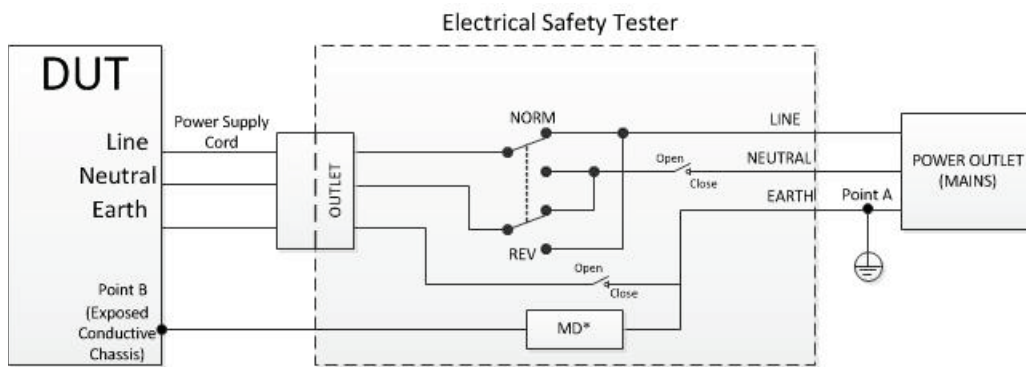 Electrical Safety Tester
DUT
Line
Neutral
Earth
Power Supply
Cord
OUTLET
NORM
REV
Open
Close
Open
Close
LINE
NEUTRAL
EARTH
Point A
POWER OUTLET
(MAINS)
Point B
(Exposed
Conductive
Chassis)
MD*